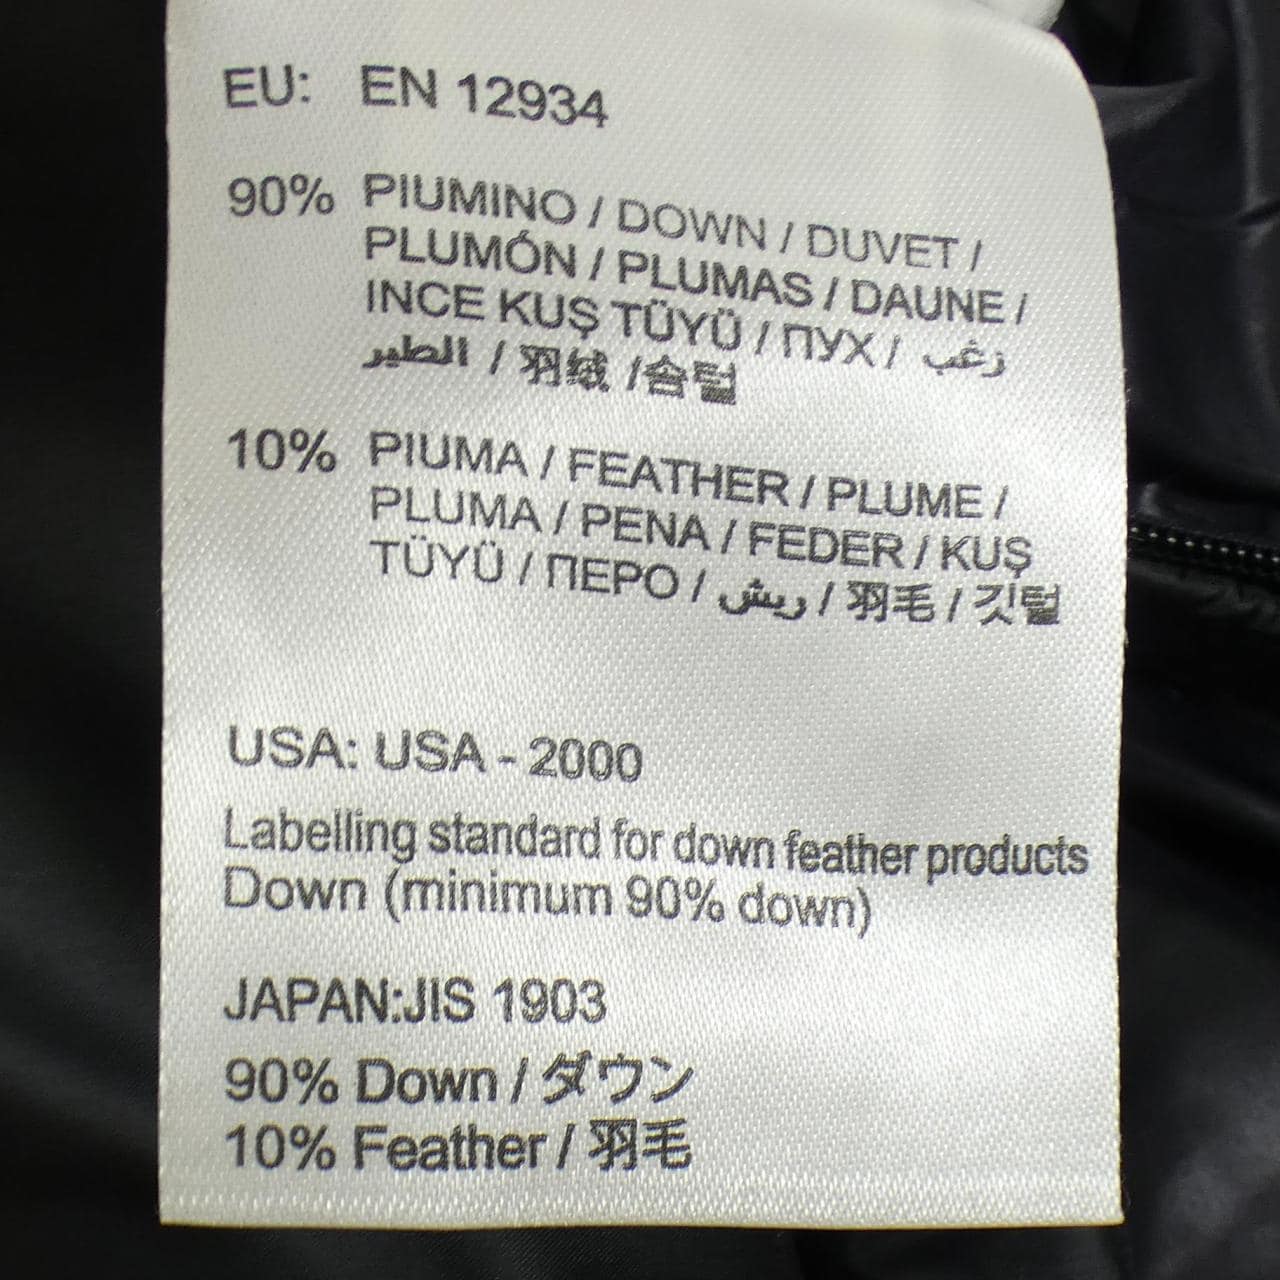 EU: EN 12934
90% PIUMINO / DOWN / DUVET /
PLUMÓN / PLUMAS / DAUNE /
INCE KUŞ TÜYÜ / ПУХ / زغب
الطير / 羽绒 / 솜털
10% PIUMA / FEATHER / PLUME /
PLUMA / PENA / FEDER / KUŞ
TÜYÜ / ПЕРО / ريش / 羽毛 / 깃털
USA: USA - 2000
Labelling standard for down feather products
Down (minimum 90% down)
JAPAN:JIS 1903
90% Down / ダウン
10% Feather / 羽毛